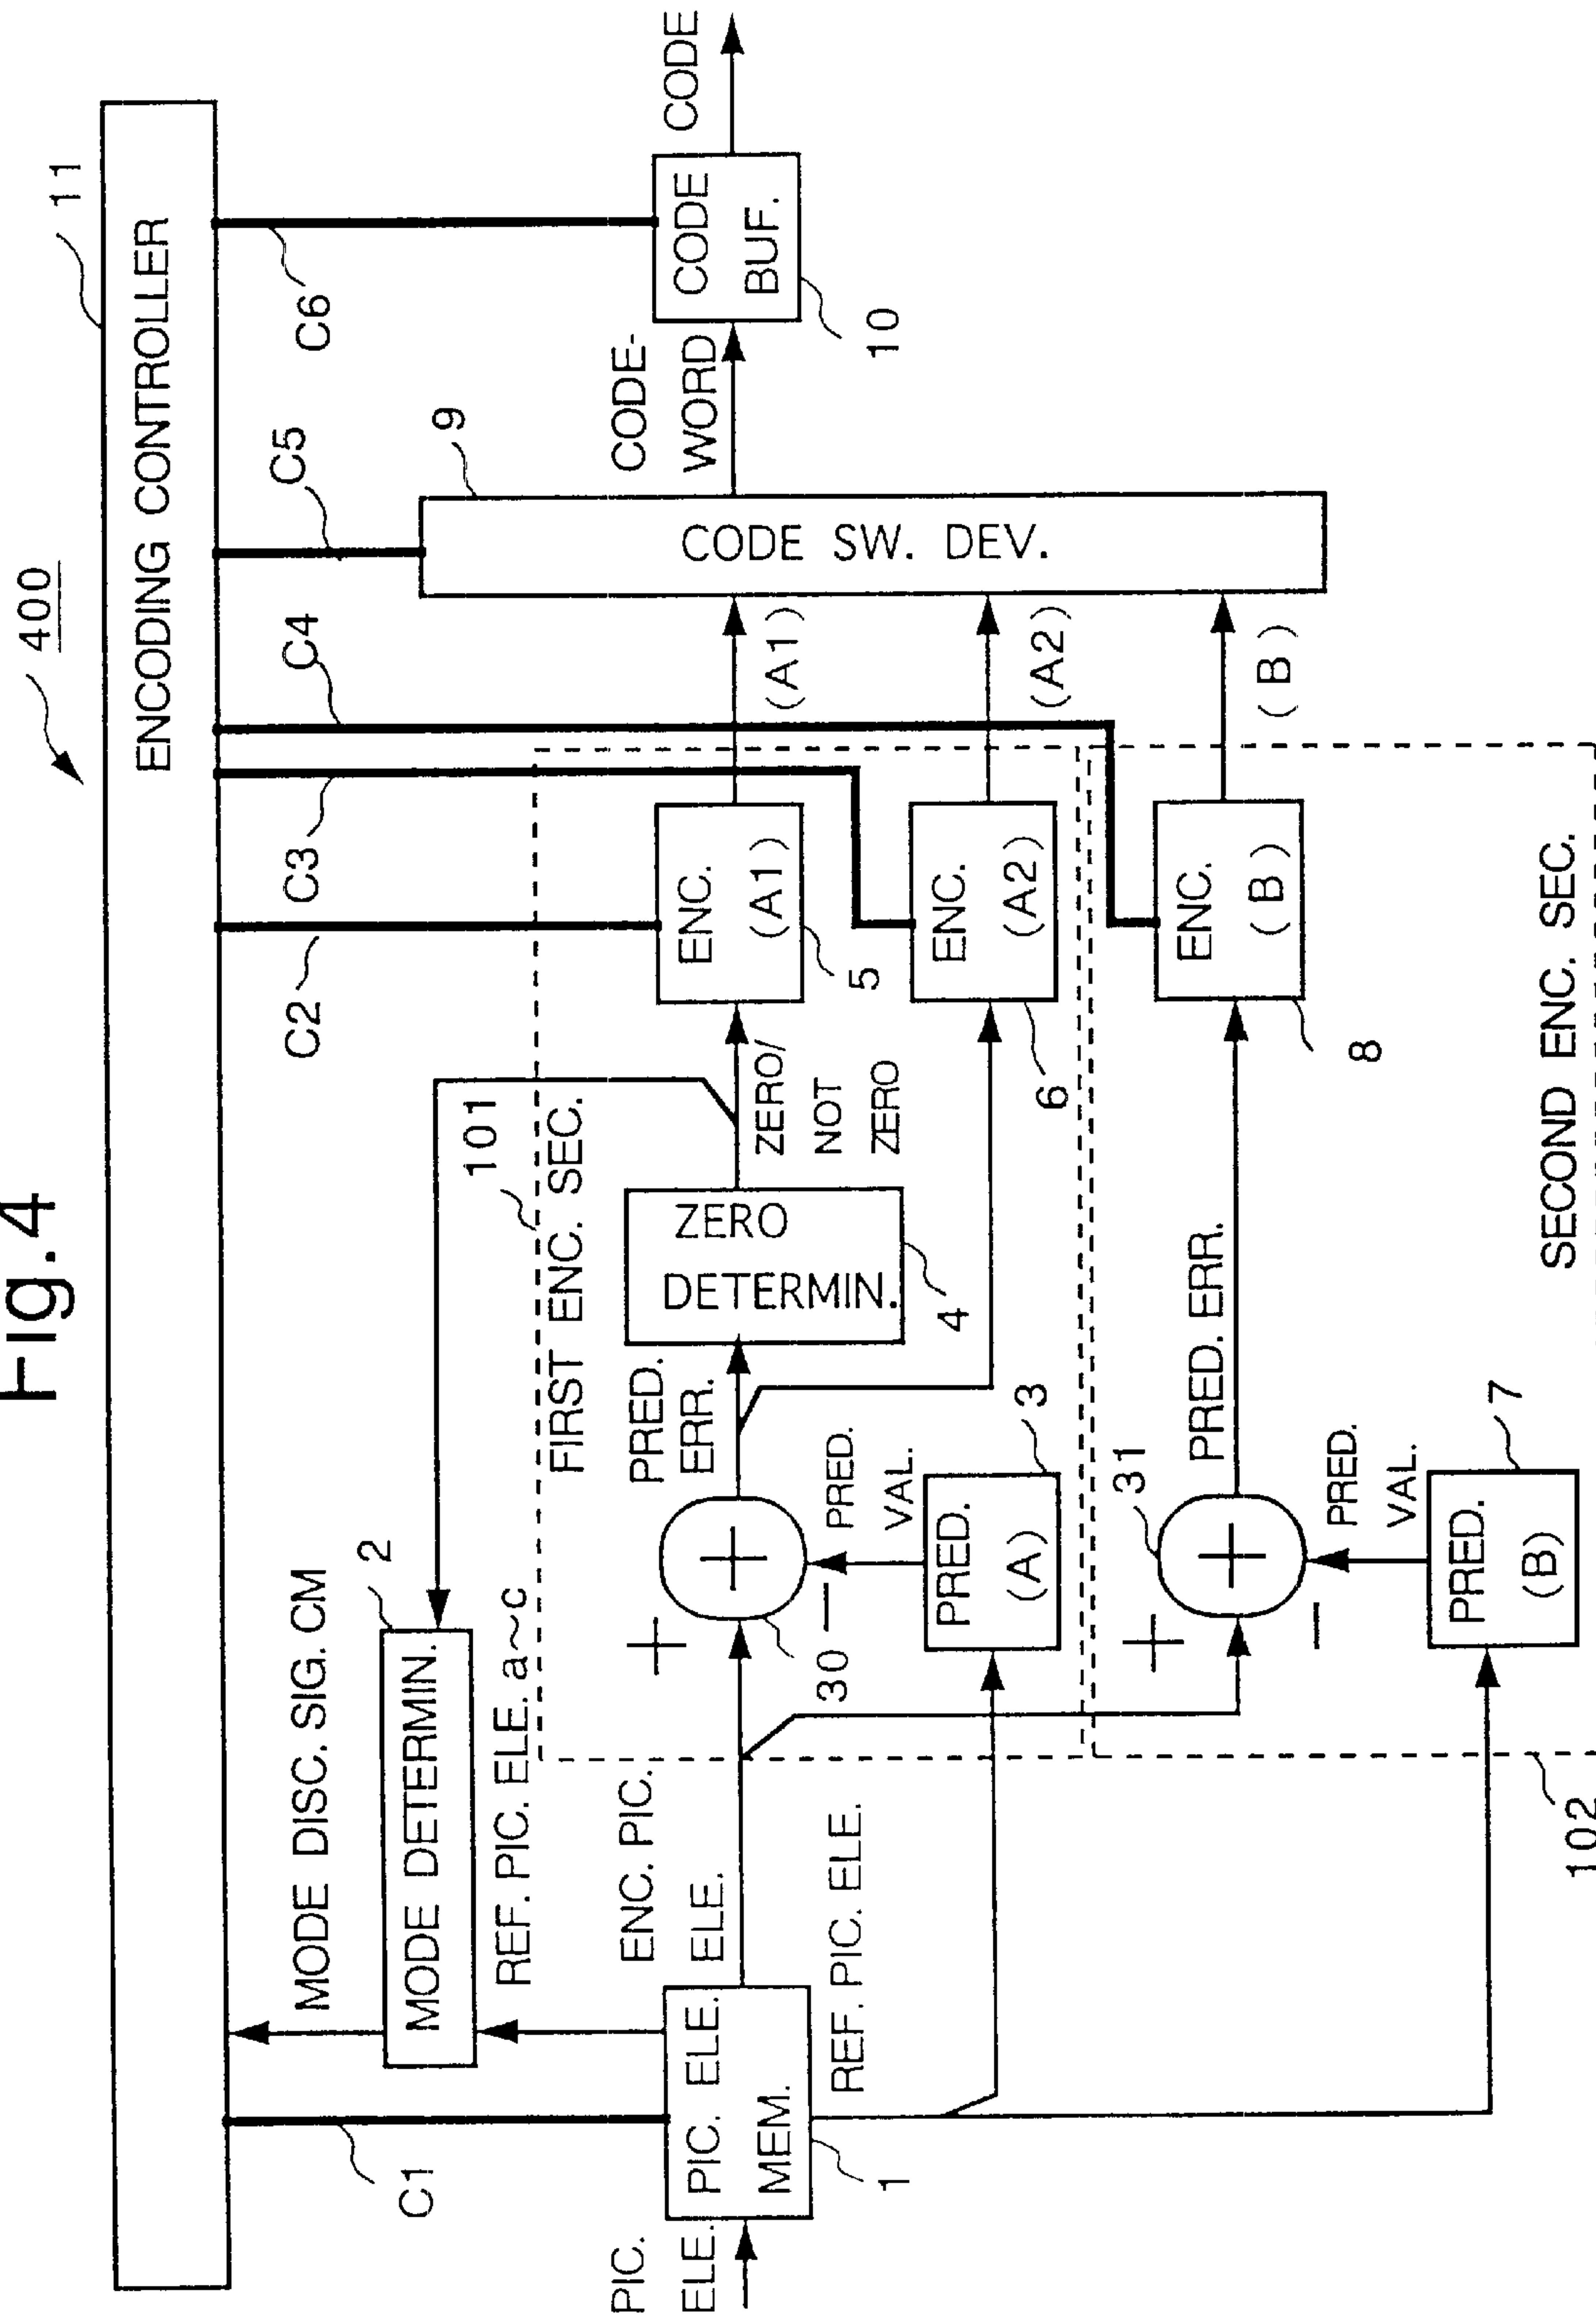 Fig.4
400
11
ENCODING CONTROLLER
MODE DISC. SIG. CM
C1
C2
C3
C4
C5
C6
2
MODE DETERMIN.
REF. PIC. ELE. a~c
101
FIRST ENC. SEC.
9
CODE-
WORD
CODE
PIC.
ELE.
PIC. ELE.
MEM.
1
ENC. PIC.
ELE.
30
+
−
+
PRED.
ERR.
ZERO
DETERMIN.
4
ZERO/
NOT
ZERO
ENC.
(A1)
5
(A1)
CODE SW. DEV.
CODE
BUF.
10
REF. PIC. ELE.
PRED.
VAL.
PRED.
(A)
3
ENC.
(A2)
6
(A2)
31
+
−
+
PRED. ERR.
ENC.
(B)
8
(B)
PRED.
VAL.
PRED.
(B)
7
102
SECOND ENC. SEC.